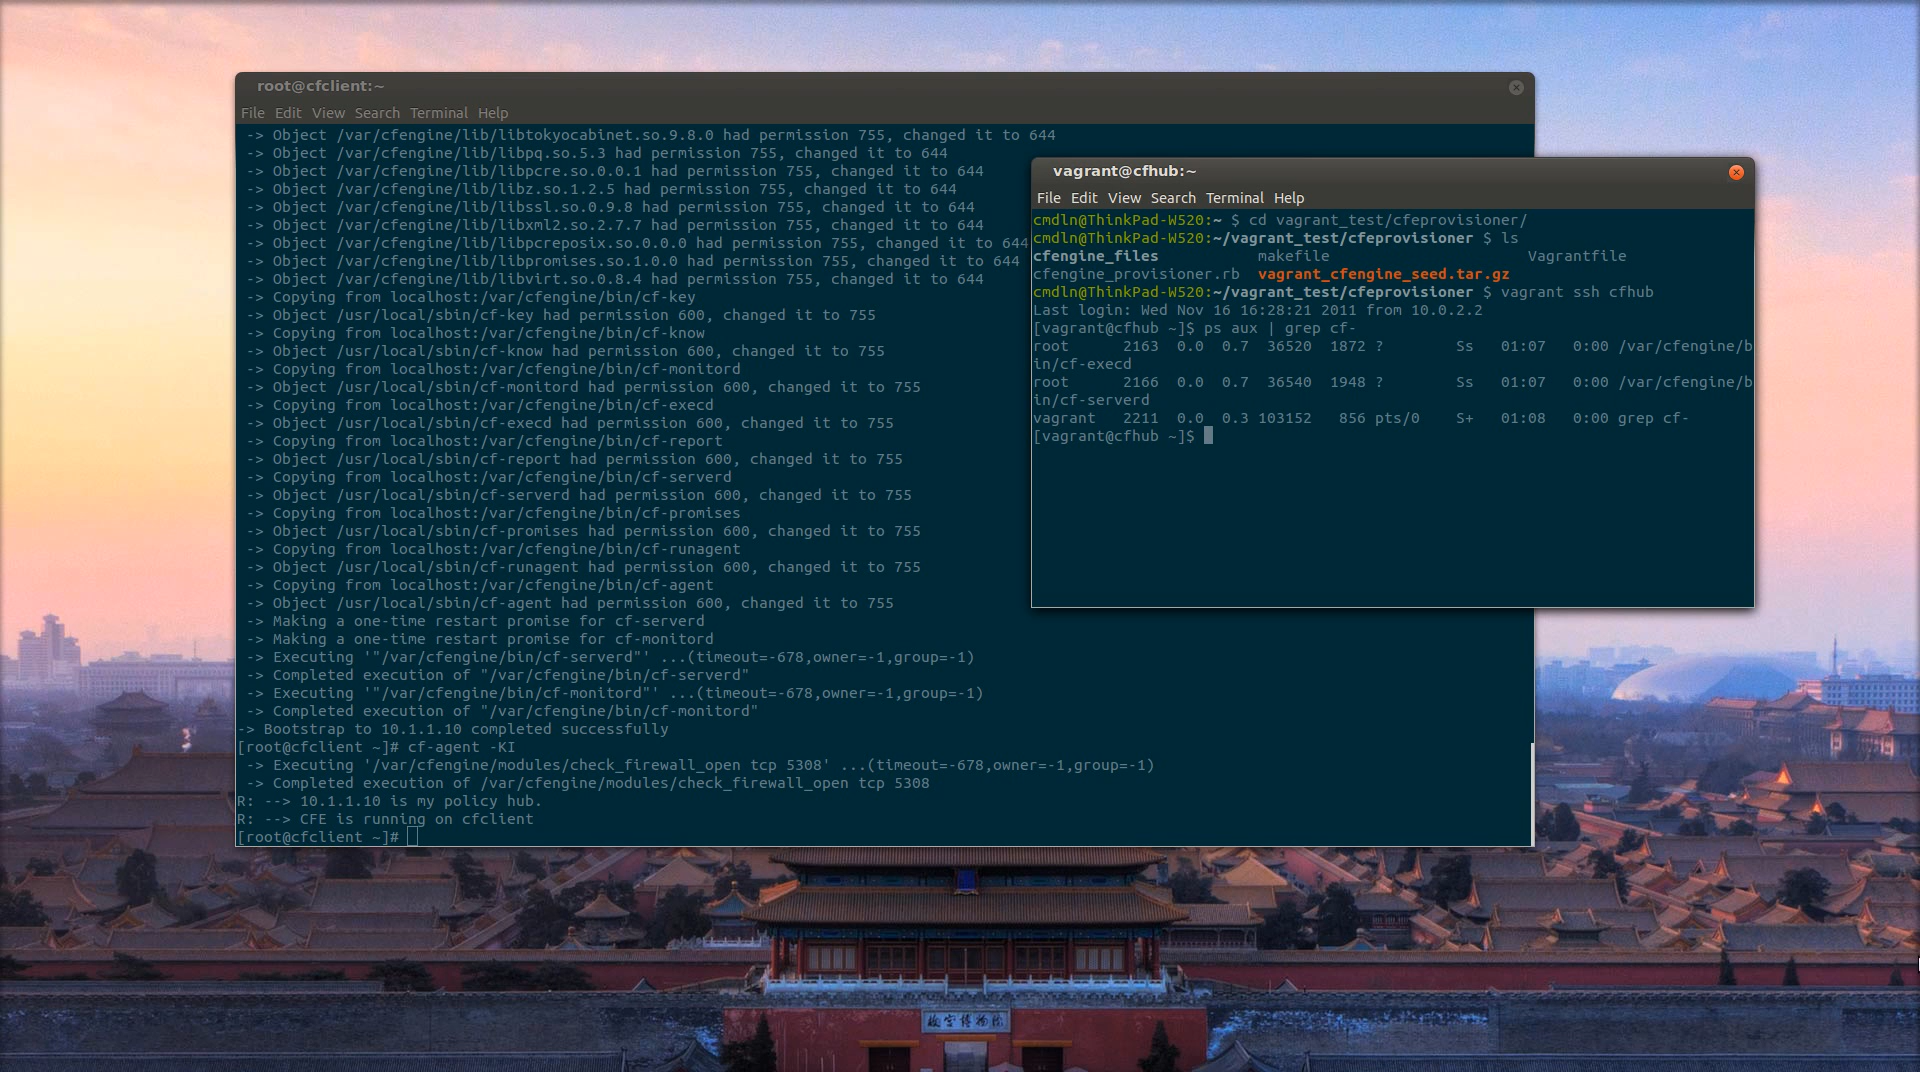 root@cfclient:~
File Edit View Search Terminal Help
-> Object /var/cfengine/lib/libtokyocabinet.so.9.8.0 had permission 755, changed it to 644
-> Object /var/cfengine/lib/libpq.so.5.3 had permission 755, changed it to 644
-> Object /var/cfengine/lib/libpcre.so.0.0.1 had permission 755, changed it to 644
-> Object /var/cfengine/lib/libz.so.1.2.5 had permission 755, changed it to 644
-> Object /var/cfengine/lib/libssl.so.0.9.8 had permission 755, changed it to 644
-> Object /var/cfengine/lib/libxml2.so.2.7.7 had permission 755, changed it to 644
-> Object /var/cfengine/lib/libpcreposix.so.0.0.0 had permission 755, changed it to 644
-> Object /var/cfengine/lib/libpromises.so.1.0.0 had permission 755, changed it to 644
-> Object /var/cfengine/lib/libvirt.so.0.8.4 had permission 755, changed it to 644
-> Copying from localhost:/var/cfengine/bin/cf-key
-> Object /usr/local/sbin/cf-key had permission 600, changed it to 755
-> Copying from localhost:/var/cfengine/bin/cf-know
-> Object /usr/local/sbin/cf-know had permission 600, changed it to 755
-> Copying from localhost:/var/cfengine/bin/cf-monitord
-> Object /usr/local/sbin/cf-monitord had permission 600, changed it to 755
-> Copying from localhost:/var/cfengine/bin/cf-execd
-> Object /usr/local/sbin/cf-execd had permission 600, changed it to 755
-> Copying from localhost:/var/cfengine/bin/cf-report
-> Object /usr/local/sbin/cf-report had permission 600, changed it to 755
-> Copying from localhost:/var/cfengine/bin/cf-serverd
-> Object /usr/local/sbin/cf-serverd had permission 600, changed it to 755
-> Copying from localhost:/var/cfengine/bin/cf-promises
-> Object /usr/local/sbin/cf-promises had permission 600, changed it to 755
-> Copying from localhost:/var/cfengine/bin/cf-runagent
-> Object /usr/local/sbin/cf-runagent had permission 600, changed it to 755
-> Copying from localhost:/var/cfengine/bin/cf-agent
-> Object /usr/local/sbin/cf-agent had permission 600, changed it to 755
-> Making a one-time restart promise for cf-serverd
-> Making a one-time restart promise for cf-monitord
-> Executing '"/var/cfengine/bin/cf-serverd"' ...(timeout=-678,owner=-1,group=-1)
-> Completed execution of "/var/cfengine/bin/cf-serverd"
-> Executing '"/var/cfengine/bin/cf-monitord"' ...(timeout=-678,owner=-1,group=-1)
-> Completed execution of "/var/cfengine/bin/cf-monitord"
-> Bootstrap to 10.1.1.10 completed successfully
[root@cfclient ~]# cf-agent -KI
-> Executing '/var/cfengine/modules/check_firewall_open tcp 5308' ...(timeout=-678,owner=-1,group=-1)
-> Completed execution of /var/cfengine/modules/check_firewall_open tcp 5308
R: --> 10.1.1.10 is my policy hub.
R: --> CFE is running on cfclient
[root@cfclient ~]#
vagrant@cfhub:~
File Edit View Search Terminal Help
cmdln@ThinkPad-W520:~ $ cd vagrant_test/cfeprovisioner/
cmdln@ThinkPad-W520:~/vagrant_test/cfeprovisioner $ ls
cfengine_files makefile Vagrantfile
cfengine_provisioner.rb vagrant_cfengine_seed.tar.gz
cmdln@ThinkPad-W520:~/vagrant_test/cfeprovisioner $ vagrant ssh cfhub
Last login: Wed Nov 16 16:28:21 2011 from 10.0.2.2
[vagrant@cfhub ~]$ ps aux | grep cf-
root 2163 0.0 0.7 36520 1872 ? Ss 01:07 0:00 /var/cfengine/b
in/cf-execd
root 2166 0.0 0.7 36540 1948 ? Ss 01:07 0:00 /var/cfengine/b
in/cf-serverd
vagrant 2211 0.0 0.3 103152 856 pts/0 S+ 01:08 0:00 grep cf-
[vagrant@cfhub ~]$
故宫博物院